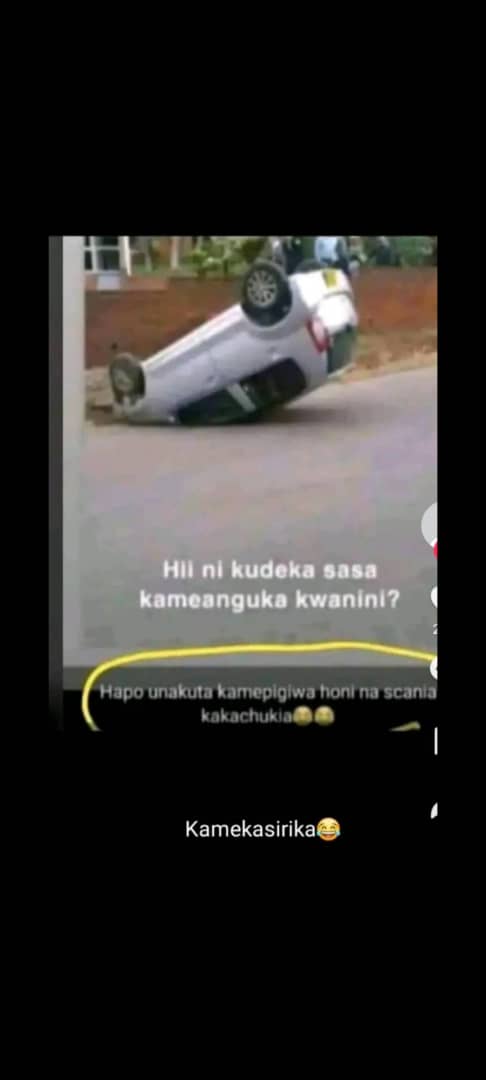 Hii ni kudeka sasa
kameanguka kwanini?
Hapo unakuta kamepigiwa honi na scania
kakachukia😂😂
Kamekasirika😂